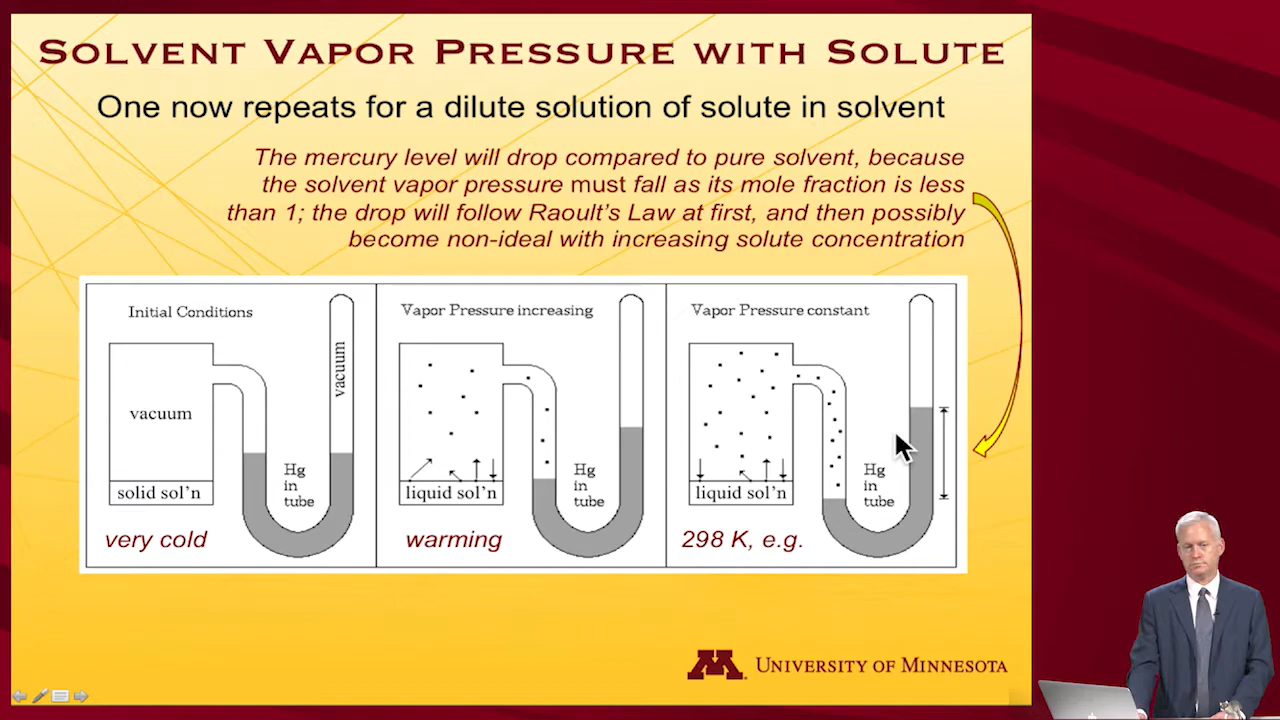 SOLVENT VAPOR PRESSURE WITH SOLUTE
One now repeats for a dilute solution of solute in solvent
The mercury level will drop compared to pure solvent, because
the solvent vapor pressure must fall as its mole fraction is less
than 1; the drop will follow Raoult's Law at first, and then possibly
become non-ideal with increasing solute concentration
Initial Conditions
vacuum
vacuum
solid sol'n
Hg
in
tube
very cold
Vapor Pressure increasing
liquid sol'n
Hg
in
tube
warming
Vapor Pressure constant
liquid sol'n
Hg
in
tube
298 K, e.g.
M UNIVERSITY OF MINNESOTA